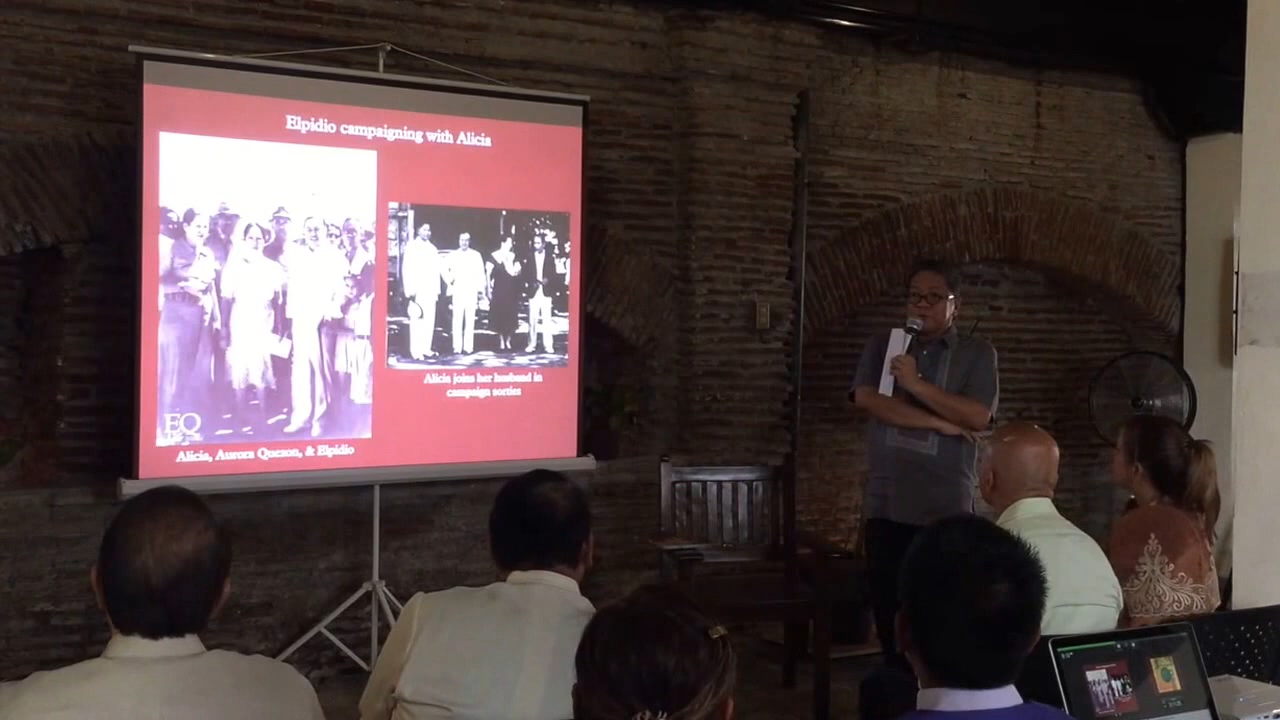 Elpidio campaigning with Alicia
Alicia joins her husband in
campaign sorties
EQ
Alicia, Aurora Quezon, & Elpidio